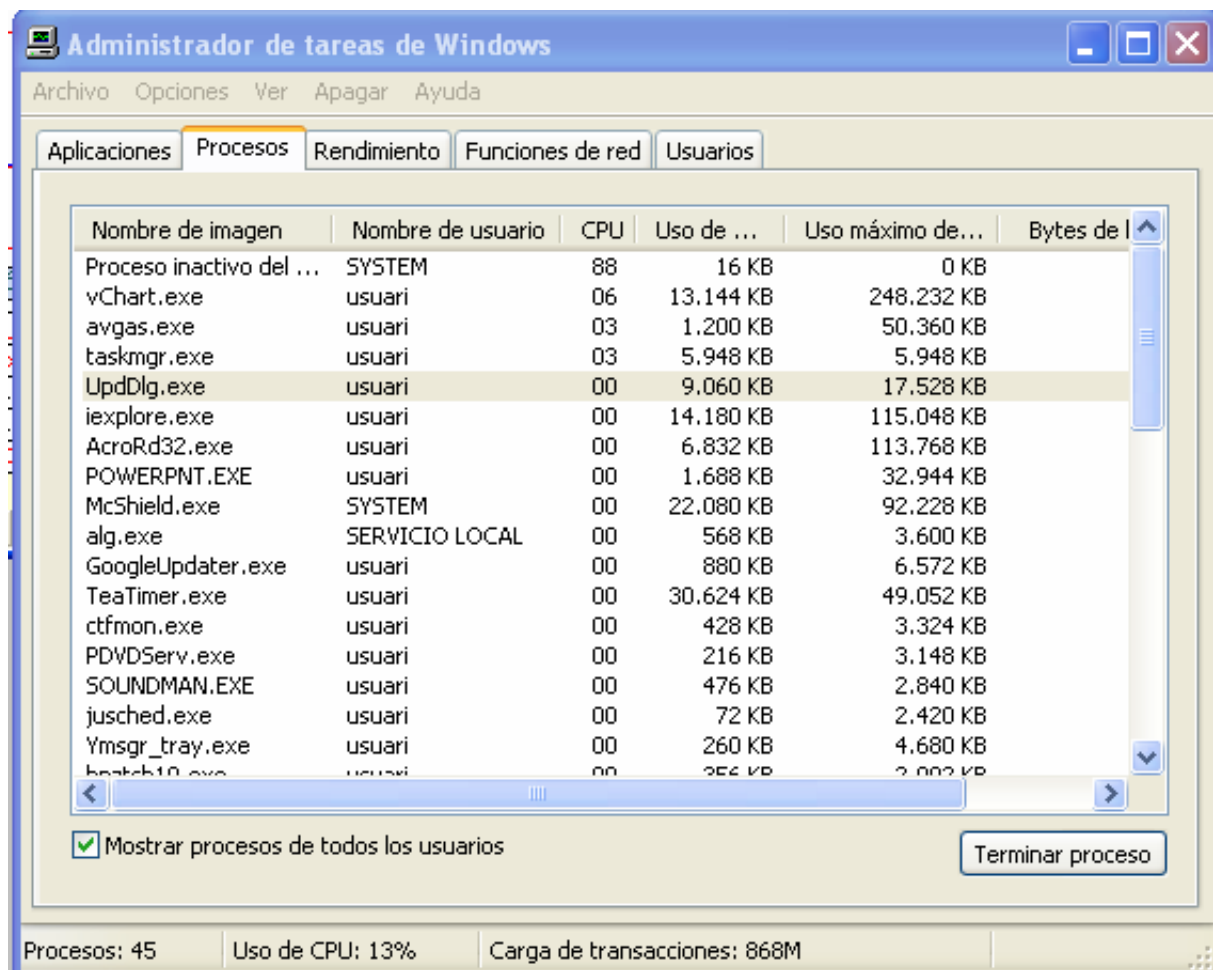 Administrador de tareas de Windows
Archivo Opciones Ver Apagar Ayuda
Aplicaciones Procesos Rendimiento Funciones de red Usuarios
Nombre de imagen Nombre de usuario CPU Uso de ... Uso máximo de... Bytes de l
Proceso inactivo del ... SYSTEM 88 16 KB 0 KB
vChart.exe usuari 06 13.144 KB 248.232 KB
avgas.exe usuari 03 1.200 KB 50.360 KB
taskmgr.exe usuari 03 5.948 KB 5.948 KB
UpdDlg.exe usuari 00 9.060 KB 17.528 KB
iexplore.exe usuari 00 14.180 KB 115.048 KB
AcroRd32.exe usuari 00 6.832 KB 113.768 KB
POWERPNT.EXE usuari 00 1.688 KB 32.944 KB
McShield.exe SYSTEM 00 22.080 KB 92.228 KB
alg.exe SERVICIO LOCAL 00 568 KB 3.600 KB
GoogleUpdater.exe usuari 00 880 KB 6.572 KB
TeaTimer.exe usuari 00 30.624 KB 49.052 KB
ctfmon.exe usuari 00 428 KB 3.324 KB
PDVDServ.exe usuari 00 216 KB 3.148 KB
SOUNDMAN.EXE usuari 00 476 KB 2.840 KB
jusched.exe usuari 00 72 KB 2.420 KB
Ymsgr_tray.exe usuari 00 260 KB 4.680 KB
usuari 00 KB KB
Mostrar procesos de todos los usuarios
Terminar proceso
Procesos: 45 Uso de CPU: 13% Carga de transacciones: 868M